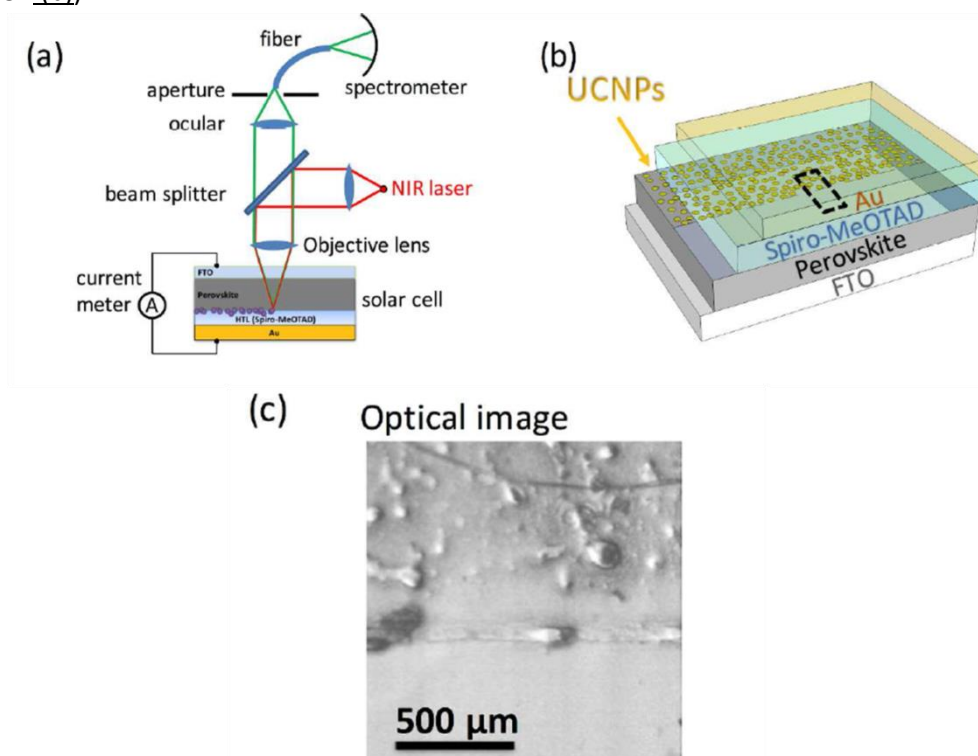 (a)
fiber
spectrometer
aperture
ocular
beam splitter
NIR laser
Objective lens
current
meter
A
FTO
Perovskite
HTL (Spiro-MeOTAD)
Au
solar cell
(b)
UCNPs
Au
Spiro-MeOTAD
Perovskite
FTO
(c)
Optical image
500 μm